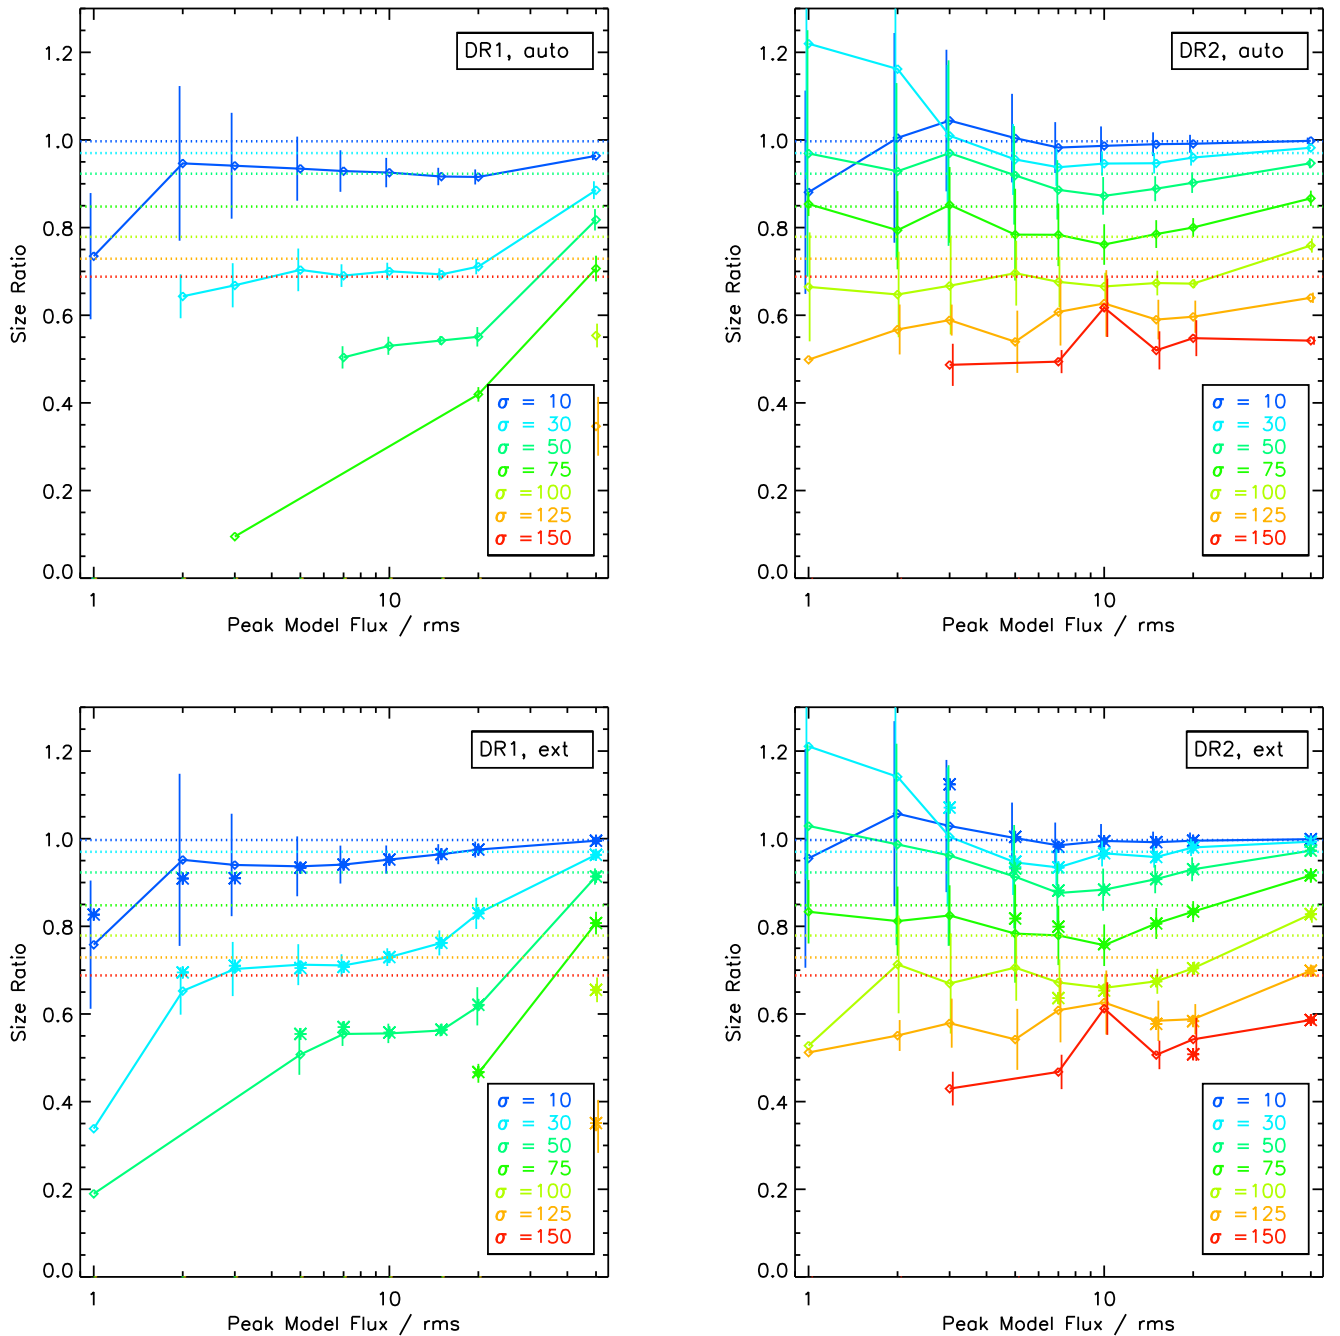 DR1, auto
1.2
1.0
0.8
0.6
0.4
0.2
0.0
Size Ratio
σ = 10
σ = 30
σ = 50
σ = 75
σ =100
σ =125
σ =150
1
10
Peak Model Flux / rms
DR2, auto
1.2
1.0
0.8
0.6
0.4
0.2
0.0
Size Ratio
σ = 10
σ = 30
σ = 50
σ = 75
σ =100
σ =125
σ =150
1
10
Peak Model Flux / rms
DR1, ext
1.2
1.0
0.8
0.6
0.4
0.2
0.0
Size Ratio
σ = 10
σ = 30
σ = 50
σ = 75
σ =100
σ =125
σ =150
1
10
Peak Model Flux / rms
DR2, ext
1.2
1.0
0.8
0.6
0.4
0.2
0.0
Size Ratio
σ = 10
σ = 30
σ = 50
σ = 75
σ =100
σ =125
σ =150
1
10
Peak Model Flux / rms